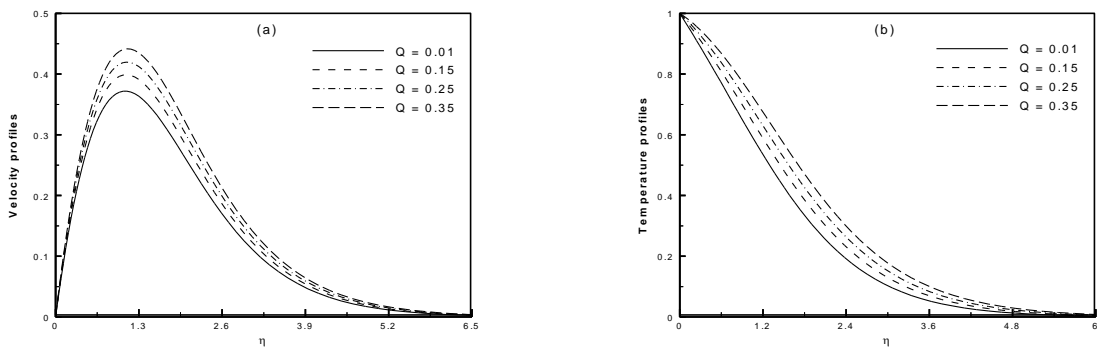 (a)
Velocity profiles
0.5
0.4
0.3
0.2
0.1
0
0 1.3 2.6 3.9 5.2 6.5
η
Q = 0.01
Q = 0.15
Q = 0.25
Q = 0.35
(b)
Temperature profiles
1
0.8
0.6
0.4
0.2
0
0 1.2 2.4 3.6 4.8 6
η
Q = 0.01
Q = 0.15
Q = 0.25
Q = 0.35